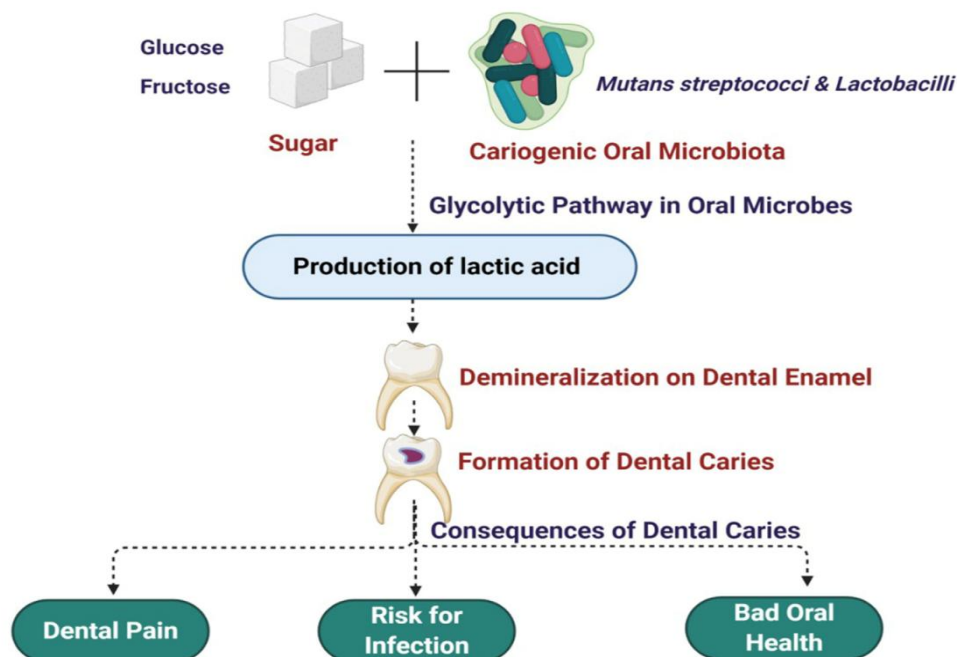 Glucose
Fructose
Sugar
Mutans streptococci & Lactobacilli
Cariogenic Oral Microbiota
Glycolytic Pathway in Oral Microbes
Production of lactic acid
Demineralization on Dental Enamel
Formation of Dental Caries
Consequences of Dental Caries
Dental Pain
Risk for
Infection
Bad Oral
Health